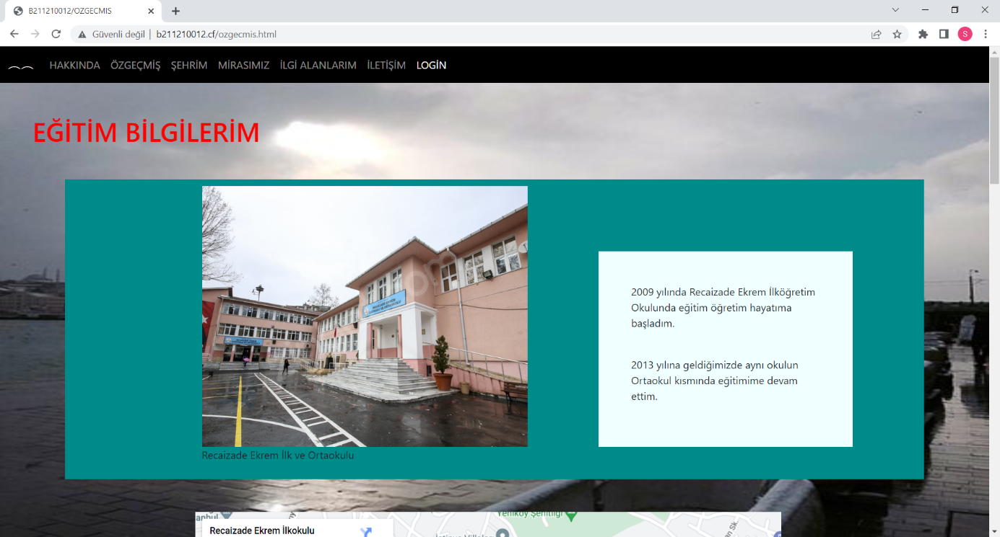 B211210012/OZGECMIS
Güvenli değil | b211210012.cf/ozgecmis.html
S
HAKKINDA ÖZGEÇMİŞ ŞEHRİM MİRASIMIZ İLGİ ALANLARIM İLETİŞİM LOGİN
EĞİTİM BİLGİLERİM
2009 yılında Recaizade Ekrem İlköğretim
Okulunda eğitim öğretim hayatıma
başladım.
2013 yılına geldiğimizde aynı okulun
Ortaokul kısmında eğitimime devam
ettim.
Recaizade Ekrem İlk ve Ortaokulu
Yeniköy Şehitliği
Recaizade Ekrem İlkokulu